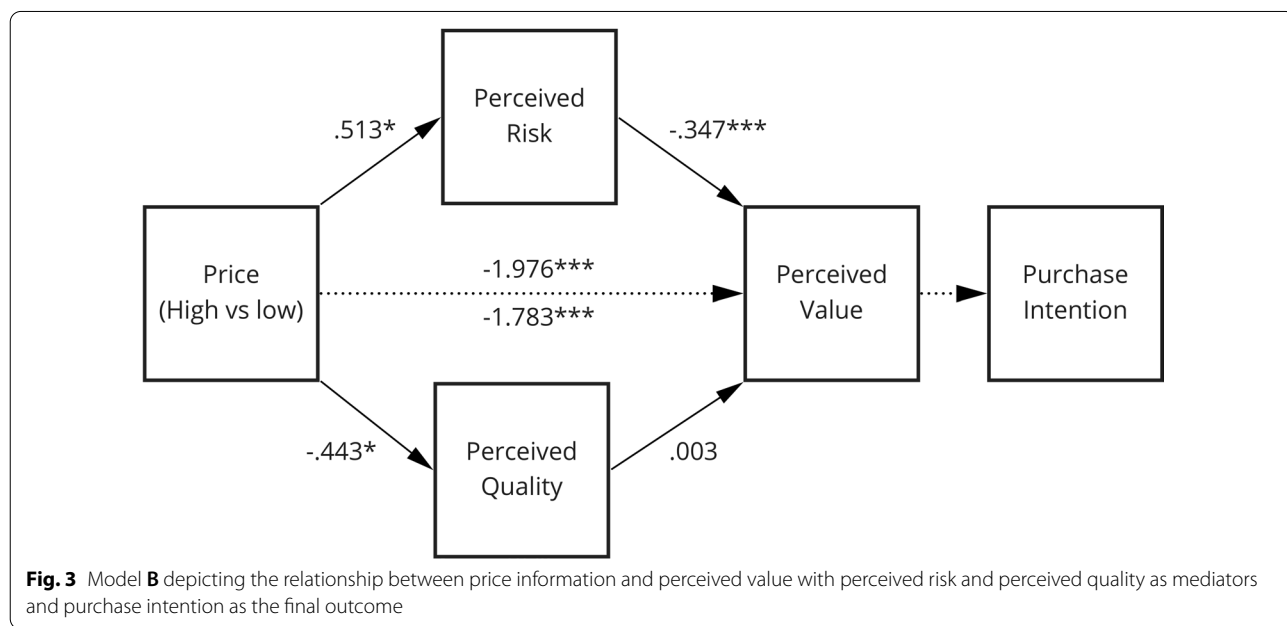 Perceived
Risk
.513*
-.347***
Price
(High vs low)
-1.976***
-1.783***
Perceived
Value
Purchase
Intention
-.443*
Perceived
Quality
.003
Fig. 3 Model B depicting the relationship between price information and perceived value with perceived risk and perceived quality as mediators
and purchase intention as the final outcome